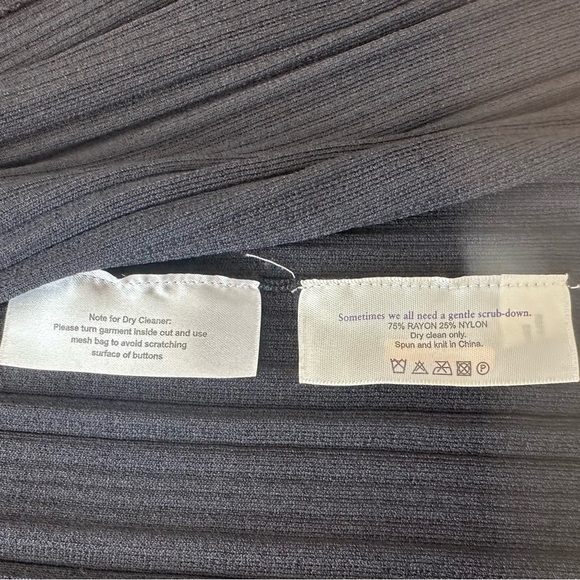 Note for Dry Cleaner:
Please turn garment inside out and use
mesh bag to avoid scratching
surface of buttons
Sometimes we all need a gentle scrub-down.
75% RAYON 25% NYLON
Dry clean only.
Spun and knit in China.
P